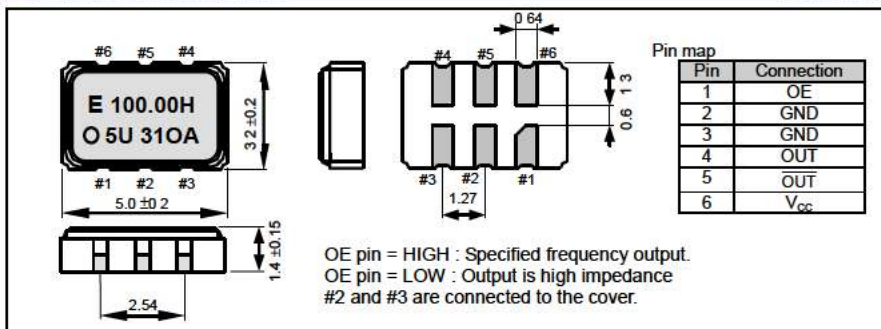 #6 #5 #4
E 100.00H
O 5U 31OA
3 2 ±0.2
#1 #2 #3
5.0 ±0 2
1.4 ±0.15
2.54
0 64
#4 #5 #6
1 3
0.6
#3 #2 #1
1.27
Pin map
Pin Connection
1 OE
2 GND
3 GND
4 OUT
5 O̅U̅T̅
6 VCC
OE pin = HIGH : Specified frequency output.
OE pin = LOW : Output is high impedance
#2 and #3 are connected to the cover.